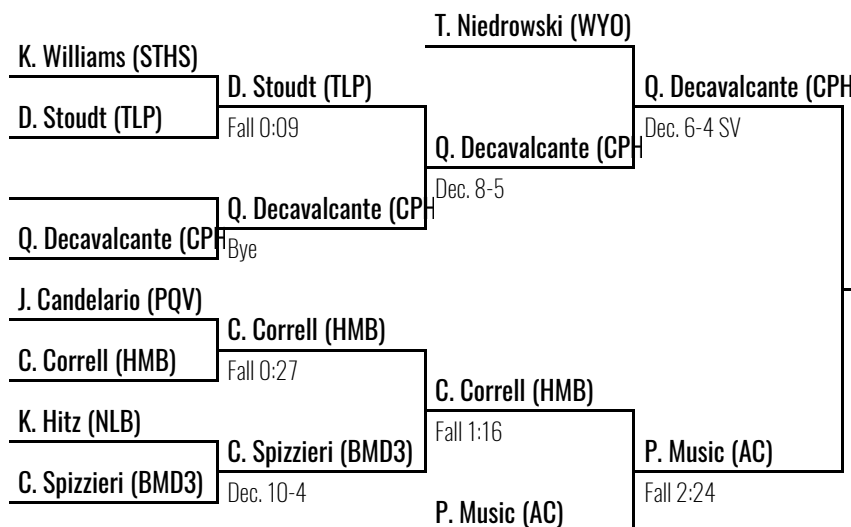 T. Niedrowski (WYO)
K. Williams (STHS)
D. Stoudt (TLP)
Q. Decavalcante (CPH
D. Stoudt (TLP)
Fall 0:09
Dec. 6-4 SV
Q. Decavalcante (CPH
Dec. 8-5
Q. Decavalcante (CPH
Q. Decavalcante (CPH
Bye
J. Candelario (PQV)
C. Correll (HMB)
C. Correll (HMB)
Fall 0:27
C. Correll (HMB)
K. Hitz (NLB)
Fall 1:16
C. Spizzieri (BMD3)
P. Music (AC)
C. Spizzieri (BMD3)
Dec. 10-4
Fall 2:24
P. Music (AC)